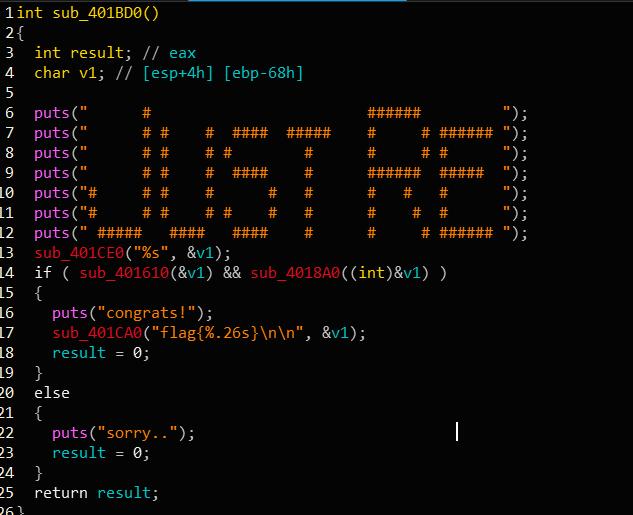 1 int sub_401BD0()
2 {
3   int result; // eax
4   char v1; // [esp+4h] [ebp-68h]
5
6   puts("      #                        ######         ");
7   puts("      # #    #  ####  #####    #     # ###### ");
8   puts("      # #    # #        #      #     # #      ");
9   puts("      # #    #  ####    #      ######  #####  ");
10   puts("#     # #    #      #   #      #   #   #      ");
11   puts("#     # #    # #    #   #      #    #  #      ");
12   puts(" #####   ####   ####    #      #     # ###### ");
13   sub_401CE0("%s", &v1);
14   if ( sub_401610(&v1) && sub_4018A0((int)&v1) )
15   {
16     puts("congrats!");
17     sub_401CA0("flag{%.26s}\n\n", &v1);
18     result = 0;
19   }
20   else
21   {
22     puts("sorry..");
23     result = 0;
24   }
25   return result;
26 }